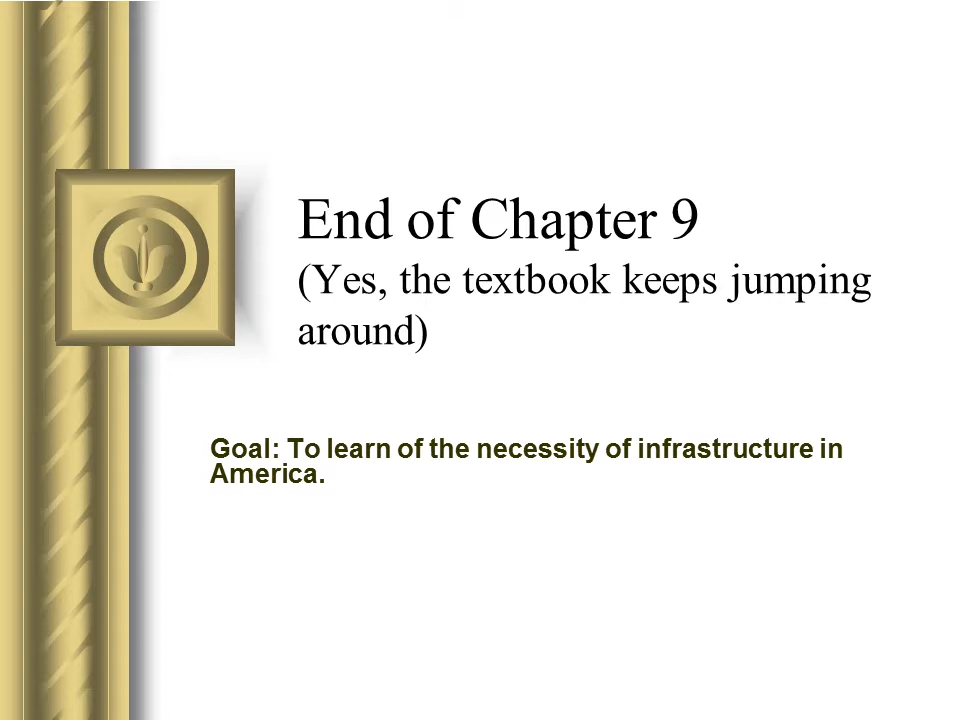 End of Chapter 9
(Yes, the textbook keeps jumping
around)
Goal: To learn of the necessity of infrastructure in
America.